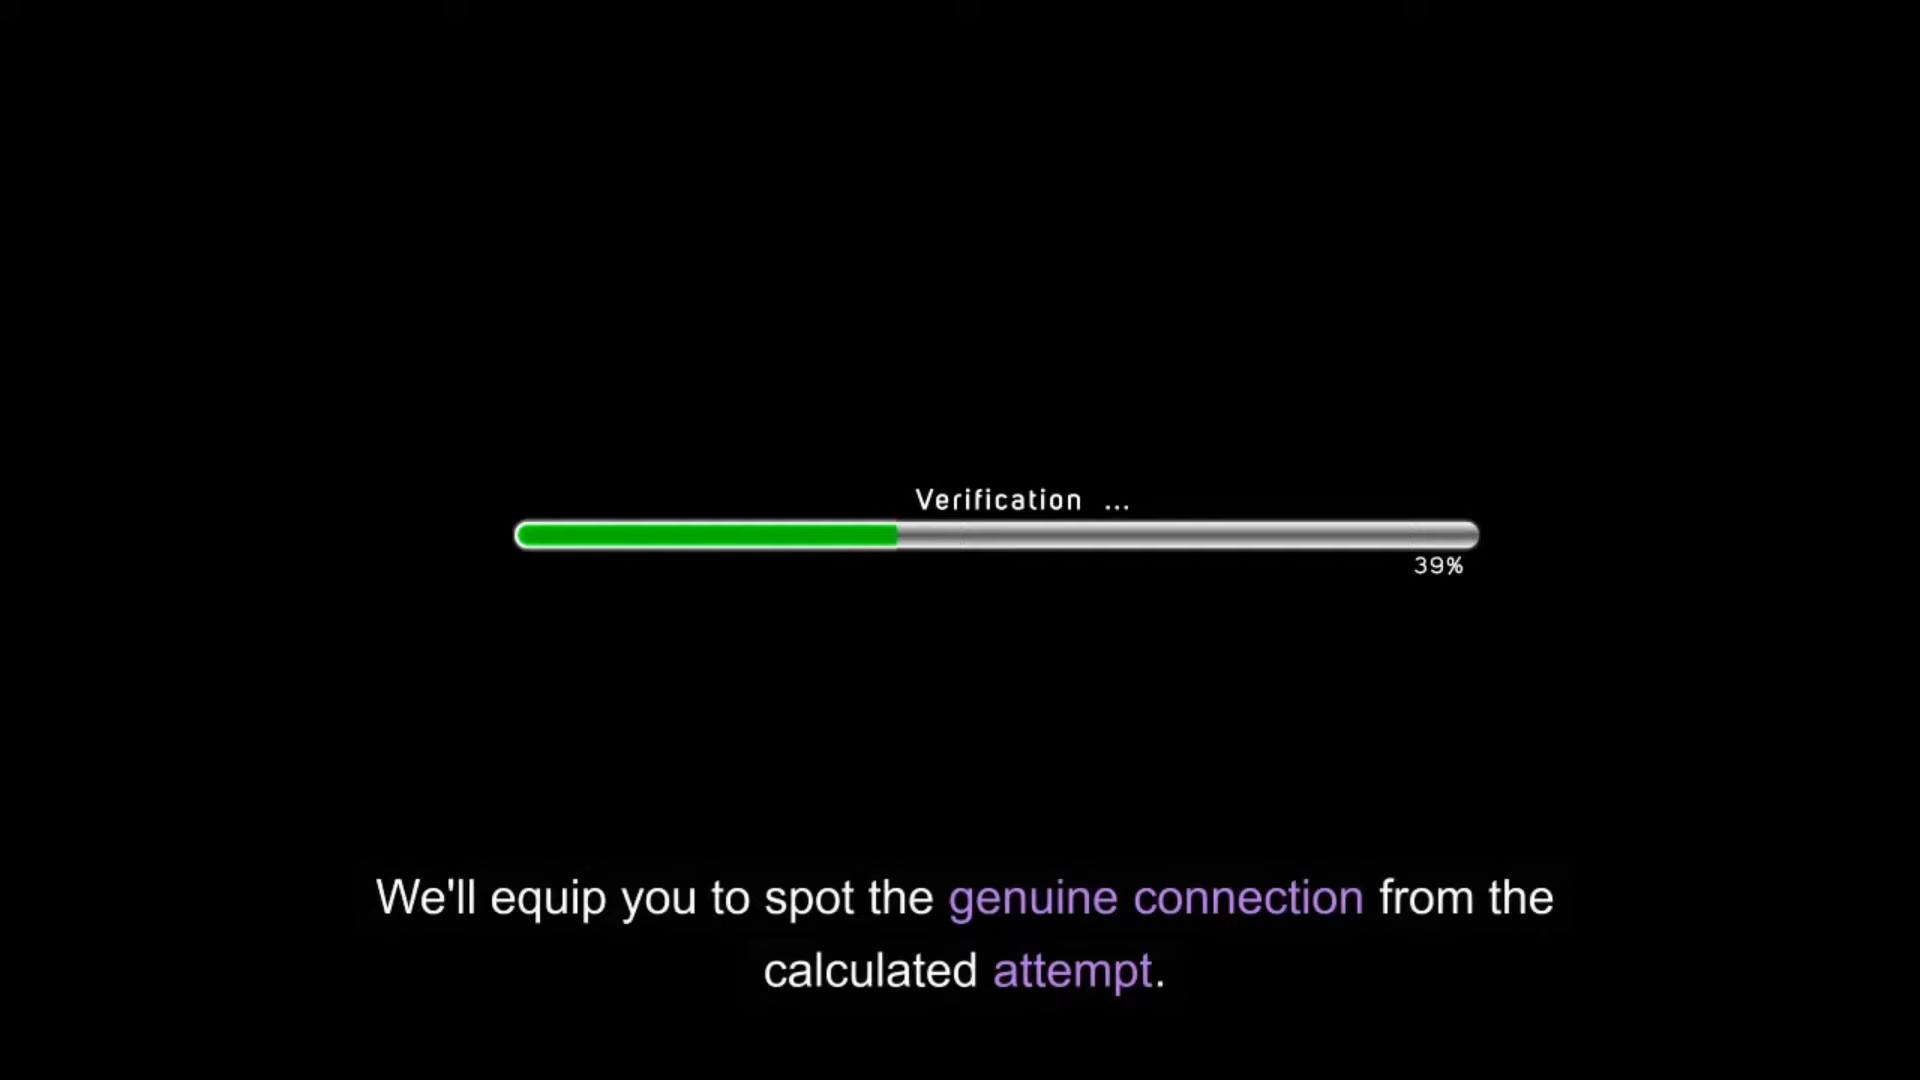 Verification ...
39%
We'll equip you to spot the genuine connection from the
calculated attempt.